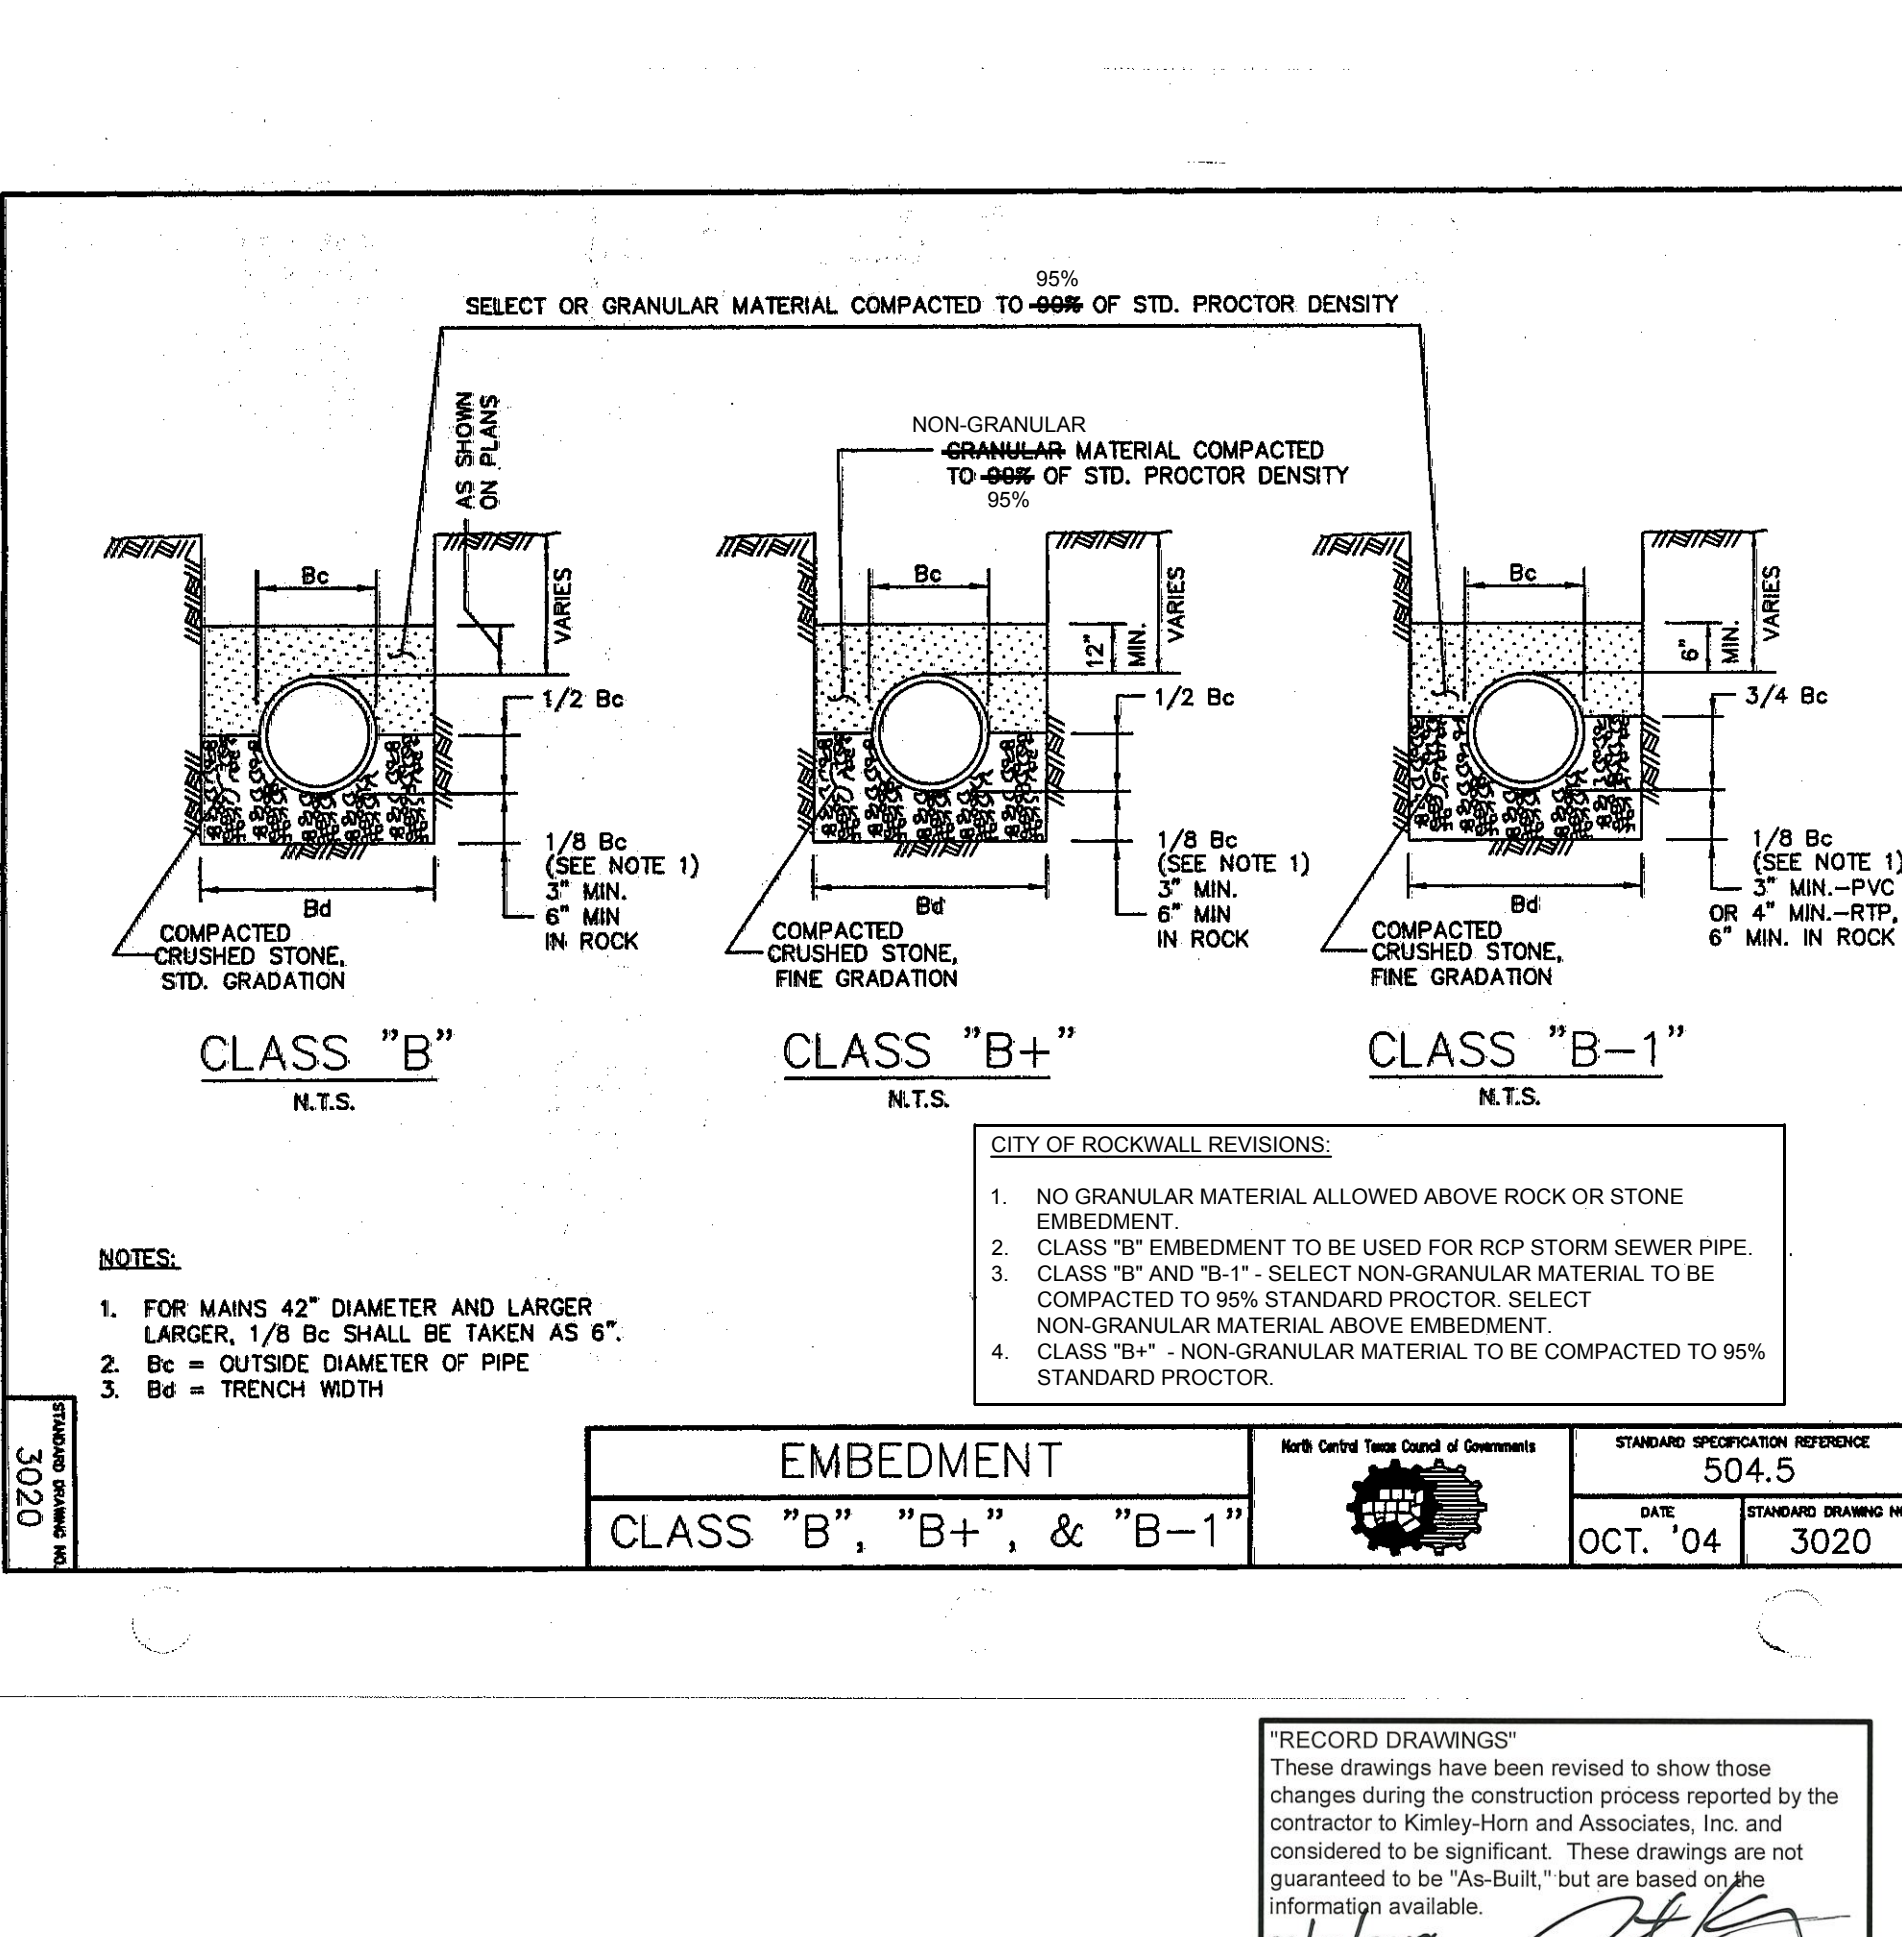 95%
SELECT OR GRANULAR MATERIAL COMPACTED TO 90% OF STD. PROCTOR DENSITY
AS SHOWN
ON PLANS
NON-GRANULAR
GRANULAR MATERIAL COMPACTED
TO 90% OF STD. PROCTOR DENSITY
95%
Bc
VARIES
1/2 Bc
1/8 Bc
(SEE NOTE 1)
3" MIN.
6" MIN
IN ROCK
Bd
COMPACTED
CRUSHED STONE,
STD. GRADATION
CLASS "B"
N.T.S.
Bc
12"
MIN.
VARIES
1/2 Bc
1/8 Bc
(SEE NOTE 1)
3" MIN.
6" MIN
IN ROCK
Bd
COMPACTED
CRUSHED STONE,
FINE GRADATION
CLASS "B+"
N.T.S.
Bc
6"
MIN.
VARIES
3/4 Bc
1/8 Bc
(SEE NOTE 1)
3" MIN.-PVC
OR 4" MIN.-RTP,
6" MIN. IN ROCK
Bd
COMPACTED
CRUSHED STONE,
FINE GRADATION
CLASS "B-1"
N.T.S.
CITY OF ROCKWALL REVISIONS:
1. NO GRANULAR MATERIAL ALLOWED ABOVE ROCK OR STONE
EMBEDMENT.
2. CLASS "B" EMBEDMENT TO BE USED FOR RCP STORM SEWER PIPE.
3. CLASS "B" AND "B-1" - SELECT NON-GRANULAR MATERIAL TO BE
COMPACTED TO 95% STANDARD PROCTOR. SELECT
NON-GRANULAR MATERIAL ABOVE EMBEDMENT.
4. CLASS "B+" - NON-GRANULAR MATERIAL TO BE COMPACTED TO 95%
STANDARD PROCTOR.
NOTES:
1. FOR MAINS 42" DIAMETER AND LARGER
LARGER, 1/8 Bc SHALL BE TAKEN AS 6".
2. Bc = OUTSIDE DIAMETER OF PIPE
3. Bd = TRENCH WIDTH
STANDARD DRAWING NO.
3020
EMBEDMENT
CLASS "B", "B+", & "B-1"
North Central Texas Council of Governments
STANDARD SPECIFICATION REFERENCE
504.5
DATE
OCT. '04
STANDARD DRAWING
3020
"RECORD DRAWINGS"
These drawings have been revised to show those
changes during the construction process reported by the
contractor to Kimley-Horn and Associates, Inc. and
considered to be significant. These drawings are not
guaranteed to be "As-Built," but are based on the
information available.